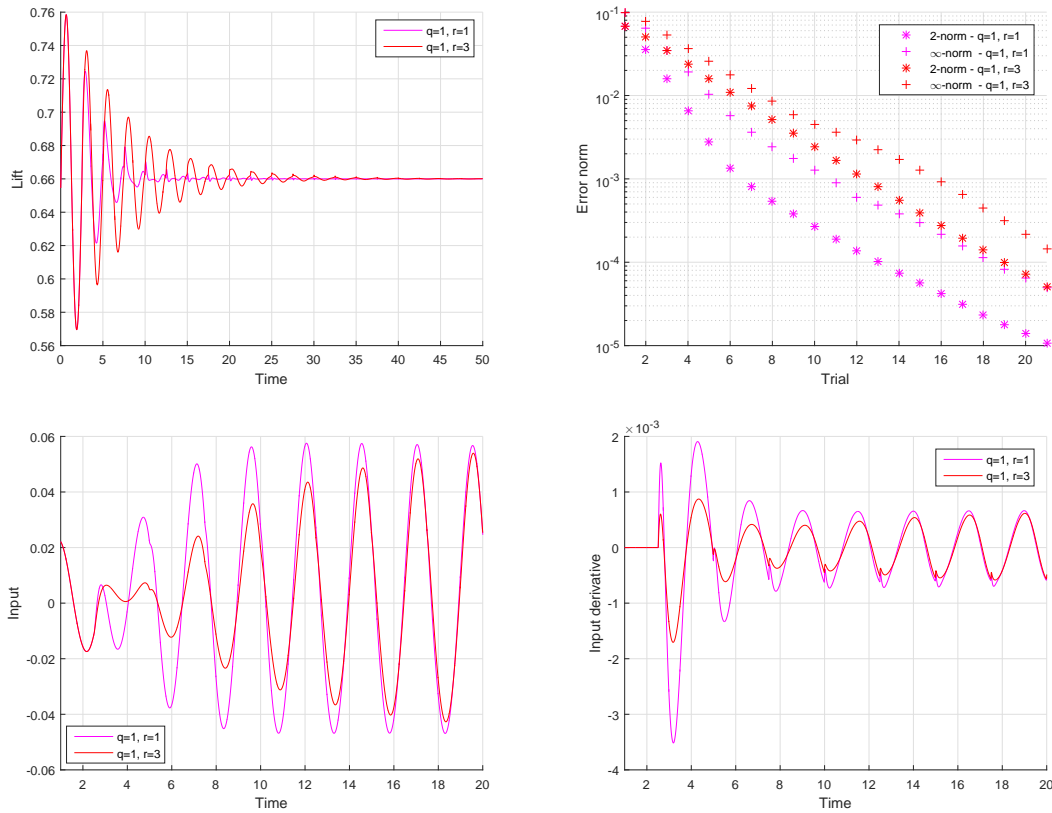 0.76
0.74
0.72
0.7
0.68
0.66
0.64
0.62
0.6
0.58
0.56
Lift
0 5 10 15 20 25 30 35 40 45 50
Time
q=1, r=1
q=1, r=3
10-1
10-2
10-3
10-4
10-5
Error norm
2 4 6 8 10 12 14 16 18 20
Trial
2-norm - q=1, r=1
∞-norm - q=1, r=1
2-norm - q=1, r=3
∞-norm - q=1, r=3
0.06
0.04
0.02
0
-0.02
-0.04
-0.06
Input
2 4 6 8 10 12 14 16 18 20
Time
q=1, r=1
q=1, r=3
×10-3
2
1
0
-1
-2
-3
-4
Input derivative
2 4 6 8 10 12 14 16 18 20
Time
q=1, r=1
q=1, r=3